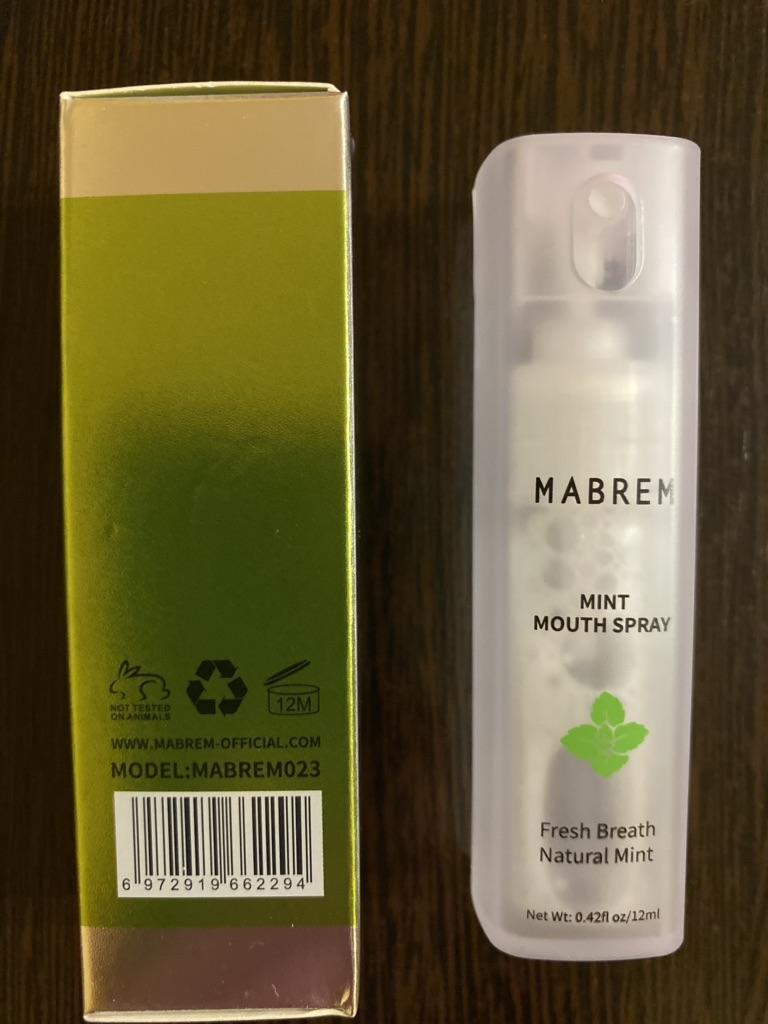 NOT TESTED
ON ANIMALS
12M
WWW.MABREM-OFFICIAL.COM
MODEL:MABREM023
6 972919 662294
MABREM
MINT
MOUTH SPRAY
Fresh Breath
Natural Mint
Net Wt: 0.42fl oz/12ml